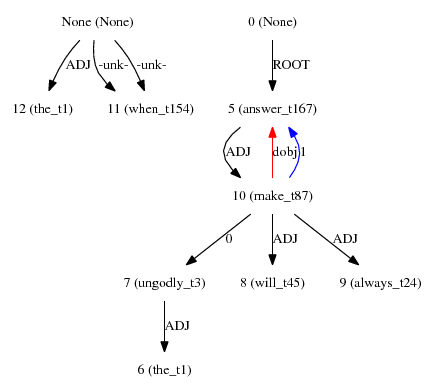 None (None) 0 (None)
ADJ -unk- -unk- ROOT
12 (the_t1) 11 (when_t154) 5 (answer_t167)
ADJ dobj 1
10 (make_t87)
0 ADJ ADJ
7 (ungodly_t3) 8 (will_t45) 9 (always_t24)
ADJ
6 (the_t1)